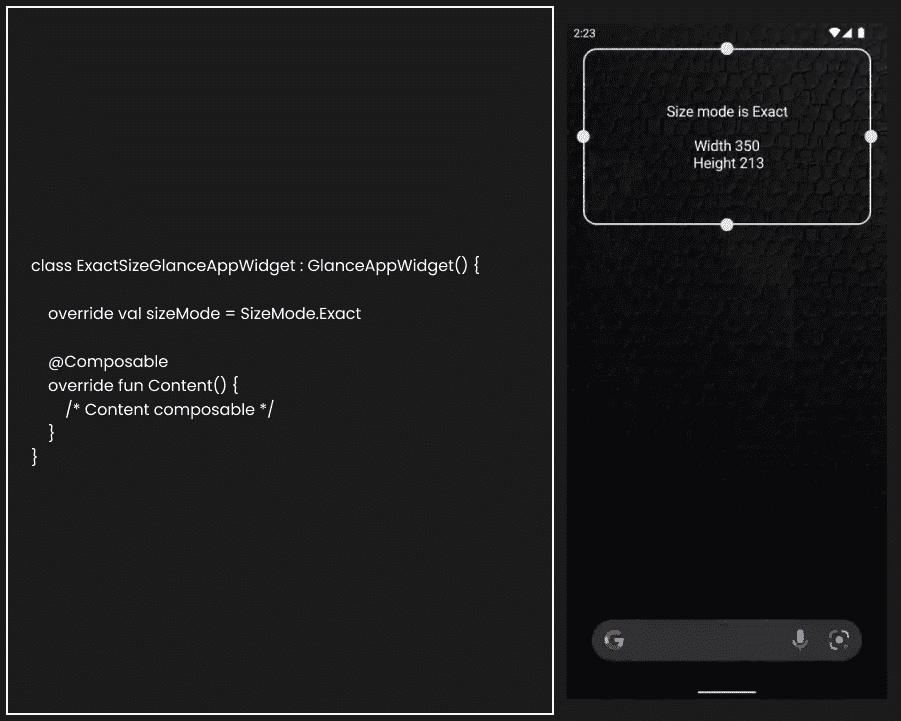 class ExactSizeGlanceAppWidget : GlanceAppWidget() {
override val sizeMode = SizeMode.Exact
@Composable
override fun Content() {
/* Content composable */
}
}
2:23
Size mode is Exact
Width 350
Height 213
G